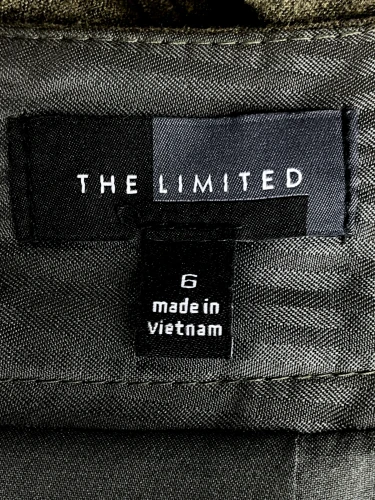 THE LIMITED
6
made in
vietnam